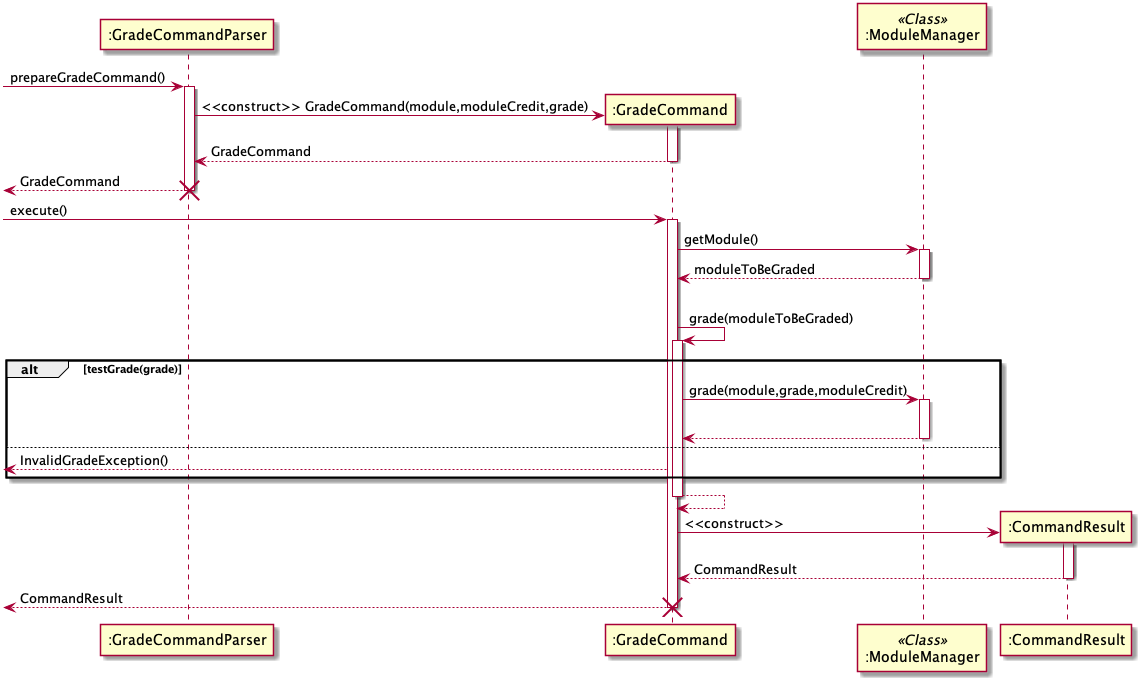 «Class»
:GradeCommandParser
:ModuleManager
prepareGradeCommand()
<<construct>> GradeCommand(module,moduleCredit,grade)
:GradeCommand
GradeCommand
GradeCommand
execute()
getModule()
moduleToBeGraded
grade(moduleToBeGraded)
alt [testGrade(grade)]
grade(module,grade,moduleCredit)
InvalidGradeException()
<<construct>>
:CommandResult
CommandResult
CommandResult
:GradeCommandParser
:GradeCommand
«Class»
:ModuleManager
:CommandResult